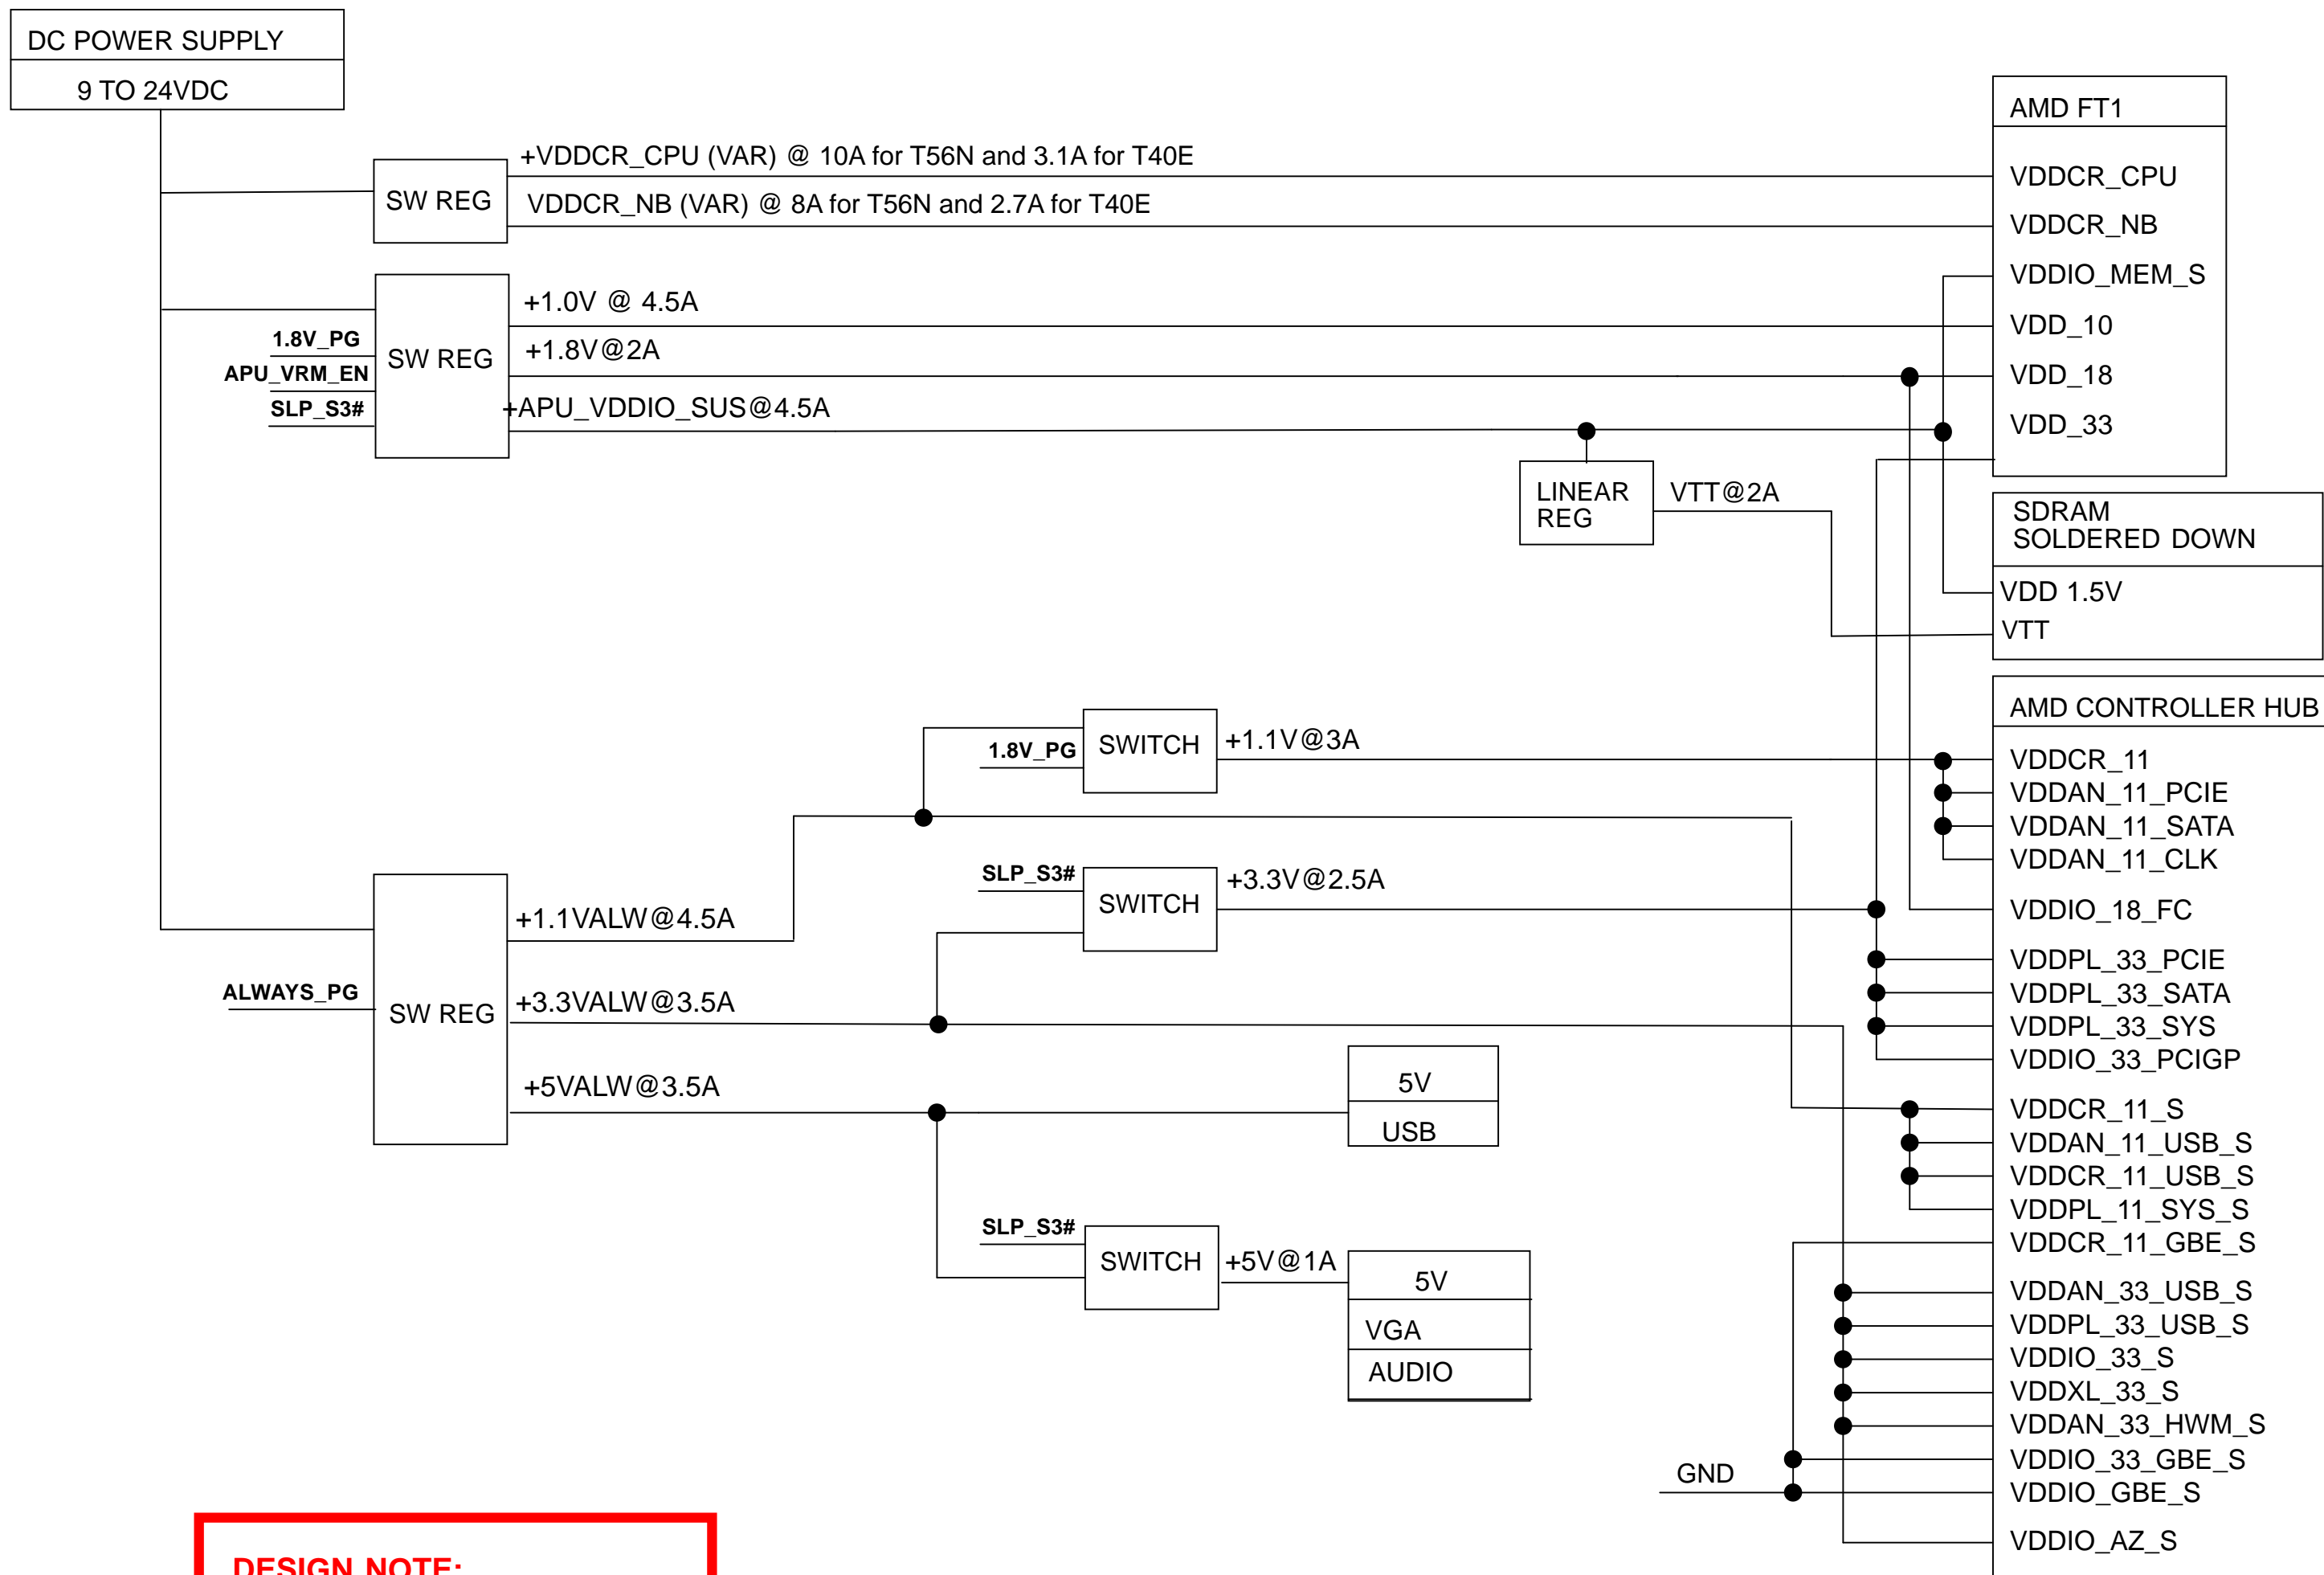 DC POWER SUPPLY
9 TO 24VDC
SW REG
+VDDCR_CPU (VAR) @ 10A for T56N and 3.1A for T40E
VDDCR_NB (VAR) @ 8A for T56N and 2.7A for T40E
1.8V_PG
APU_VRM_EN
SLP_S3#
SW REG
+1.0V @ 4.5A
+1.8V@2A
+APU_VDDIO_SUS@4.5A
LINEAR
REG
VTT@2A
AMD FT1
VDDCR_CPU
VDDCR_NB
VDDIO_MEM_S
VDD_10
VDD_18
VDD_33
SDRAM
SOLDERED DOWN
VDD 1.5V
VTT
ALWAYS_PG
SW REG
+1.1VALW@4.5A
+3.3VALW@3.5A
+5VALW@3.5A
1.8V_PG
SWITCH
+1.1V@3A
SLP_S3#
SWITCH
+3.3V@2.5A
5V
USB
SLP_S3#
SWITCH
+5V@1A
5V
VGA
AUDIO
AMD CONTROLLER HUB
VDDCR_11
VDDAN_11_PCIE
VDDAN_11_SATA
VDDAN_11_CLK
VDDIO_18_FC
VDDPL_33_PCIE
VDDPL_33_SATA
VDDPL_33_SYS
VDDIO_33_PCIGP
VDDCR_11_S
VDDAN_11_USB_S
VDDCR_11_USB_S
VDDPL_11_SYS_S
VDDCR_11_GBE_S
VDDAN_33_USB_S
VDDPL_33_USB_S
VDDIO_33_S
VDDXL_33_S
VDDAN_33_HWM_S
VDDIO_33_GBE_S
VDDIO_GBE_S
VDDIO_AZ_S
GND
DESIGN NOTE: